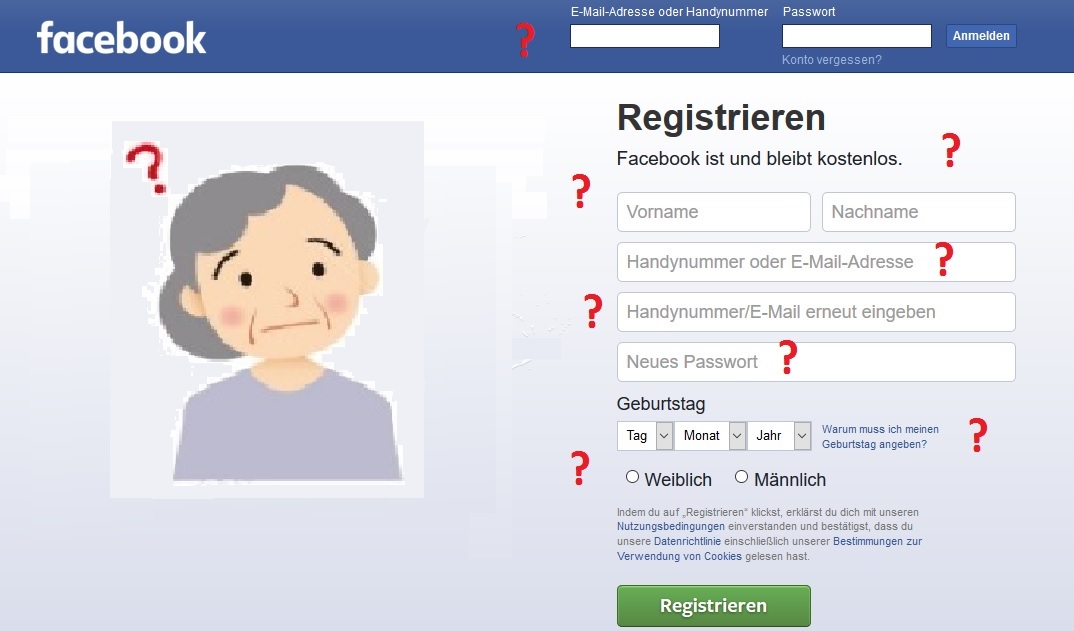 facebook
E-Mail-Adresse oder Handynummer
Passwort
?
Anmelden
Konto vergessen?
?
Registrieren
Facebook ist und bleibt kostenlos. ?
?
Vorname
Nachname
Handynummer oder E-Mail-Adresse ?
? Handynummer/E-Mail erneut eingeben
Neues Passwort ?
Geburtstag
Tag Monat Jahr
Warum muss ich meinen
Geburtstag angeben?
?
?
Weiblich Männlich
Indem du auf „Registrieren“ klickst, erklärst du dich mit unseren
Nutzungsbedingungen einverstanden und bestätigst, dass du
unsere Datenrichtlinie einschließlich unserer Bestimmungen zur
Verwendung von Cookies gelesen hast.
Registrieren